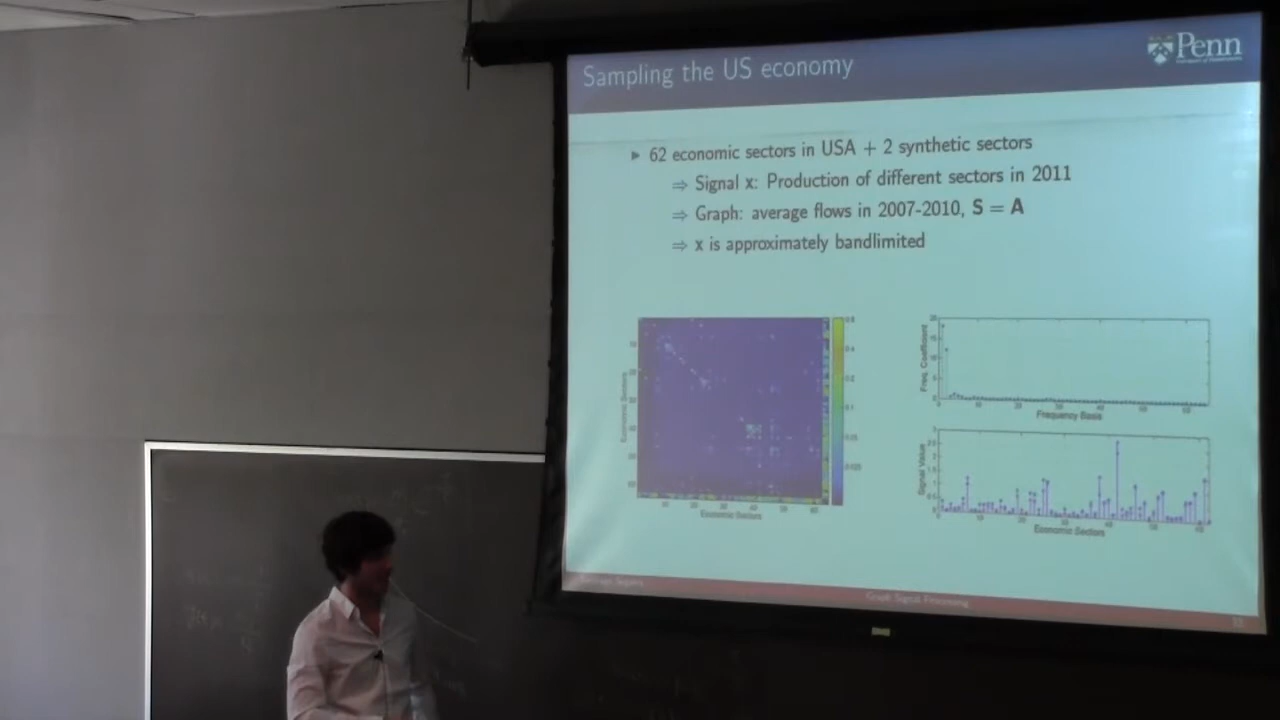 Sampling the US economy
Penn
▶ 62 economic sectors in USA + 2 synthetic sectors
⇒ Signal x: Production of different sectors in 2011
⇒ Graph: average flows in 2007-2010, S = A
⇒ x is approximately bandlimited
Economic Sectors
Economic Sectors
Freq. Coefficient
Frequency Basis
Signal Value
Economic Sectors
Graph Signal Processing